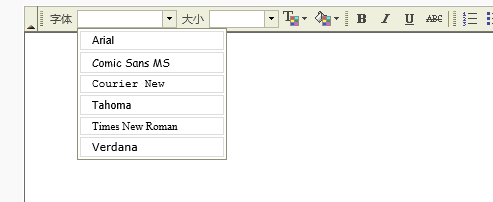 字体 大小 B I U ABC
Arial
Comic Sans MS
Courier New
Tahoma
Times New Roman
Verdana